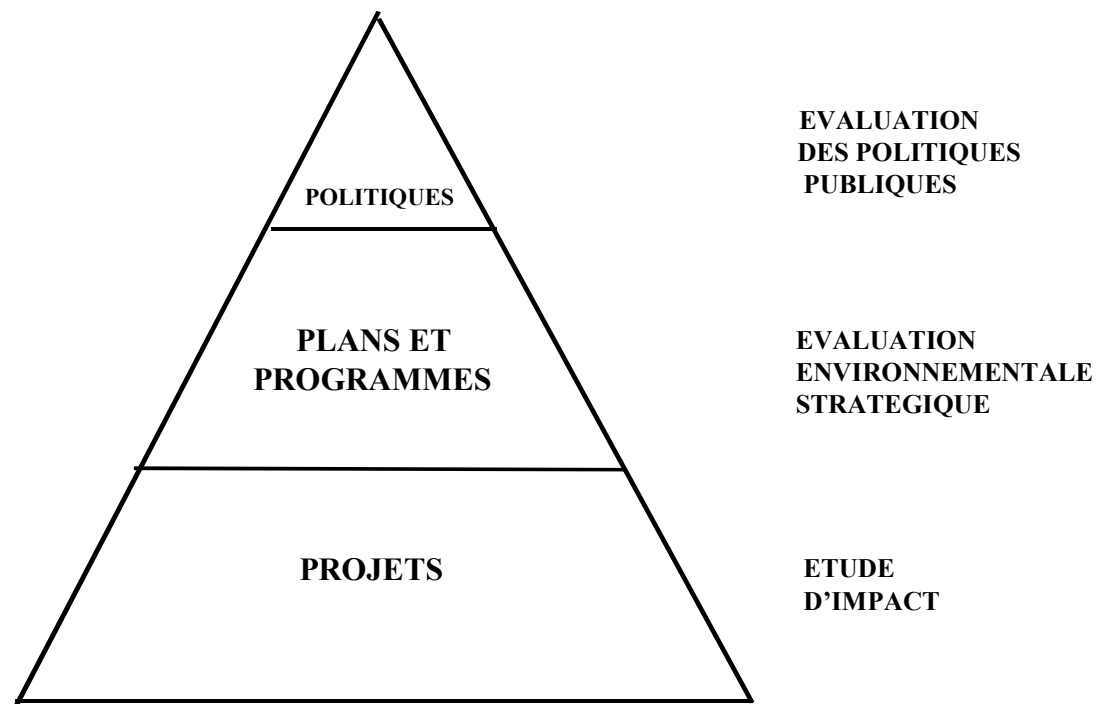 EVALUATION
DES POLITIQUES
PUBLIQUES
POLITIQUES
PLANS ET
PROGRAMMES
EVALUATION
ENVIRONNEMENTALE
STRATEGIQUE
PROJETS
ETUDE
D’IMPACT